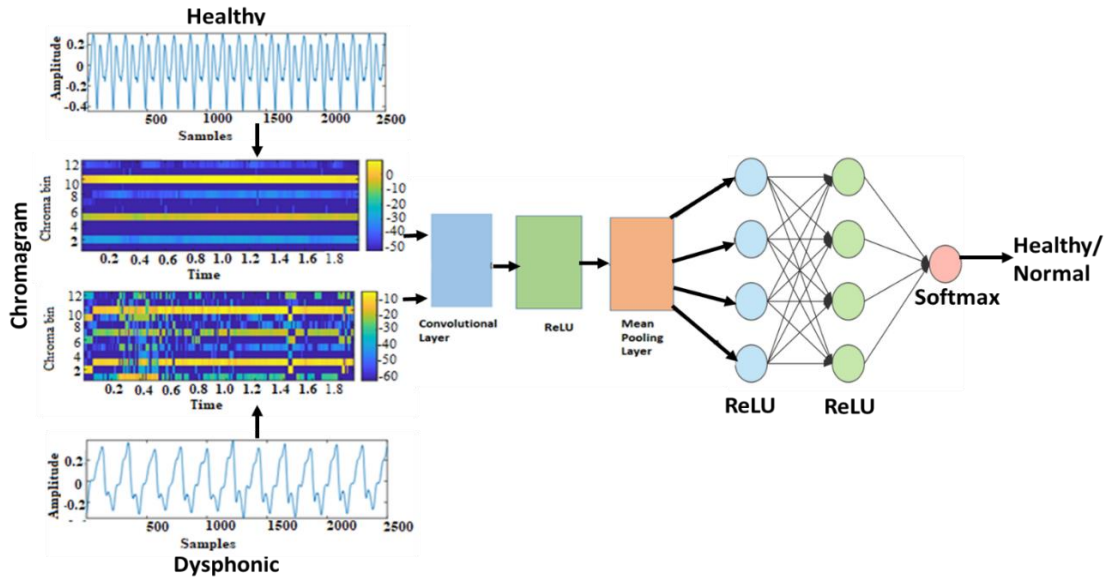 Healthy
Amplitude
0.2
0
-0.2
-0.4
500 1000 1500 2000 2500
Samples
Chromagram
Chroma bin
12
10
8
6
4
2
0
-10
-20
-30
-40
-50
0.2 0.4 0.6 0.8 1.0 1.2 1.4 1.6 1.8
Time
Chroma bin
12
10
8
6
4
2
-10
-20
-30
-40
-50
-60
0.2 0.4 0.6 0.8 1.0 1.2 1.4 1.6 1.8
Time
Amplitude
0.2
0
-0.2
500 1000 1500 2000 2500
Samples
Dysphonic
Convolutional
Layer
ReLU
Mean
Pooling
Layer
ReLU
ReLU
Softmax
Healthy/
Normal